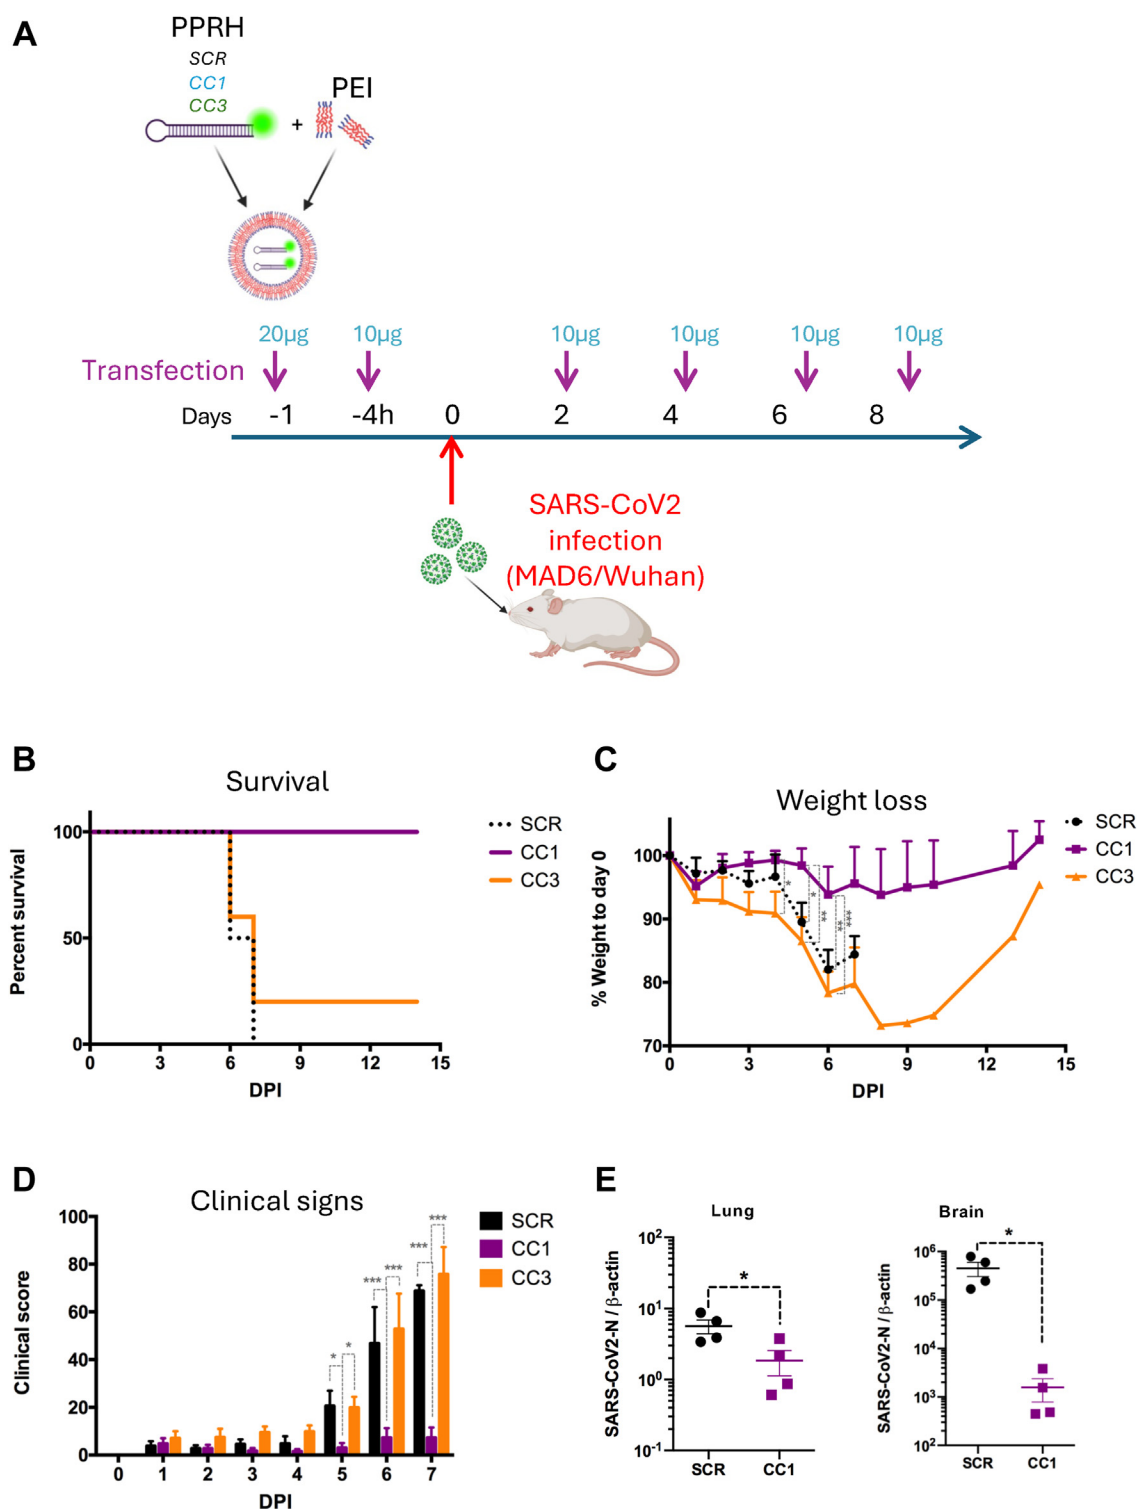 A
PPRH
SCR
CC1
CC3
PEI
+
20µg 10µg 10µg 10µg 10µg 10µg
Transfection
Days -1 -4h 0 2 4 6 8
SARS-CoV2
infection
(MAD6/Wuhan)
B
Survival
Percent survival
100
50
0
0 3 6 9 12 15
DPI
SCR
CC1
CC3
C
Weight loss
% Weight to day 0
100
90
80
70
0 3 6 9 12 15
DPI
SCR
CC1
CC3
* * ** ** ***
D
Clinical signs
Clinical score
100
80
60
40
20
0
0 1 2 3 4 5 6 7
DPI
SCR
CC1
CC3
* * *** *** *** ***
E
Lung
SARS-CoV2-N / β-actin
10²
10¹
10⁰
10⁻¹
SCR CC1
*
Brain
SARS-CoV2-N / β-actin
10⁶
10⁵
10⁴
10³
10²
SCR CC1
*